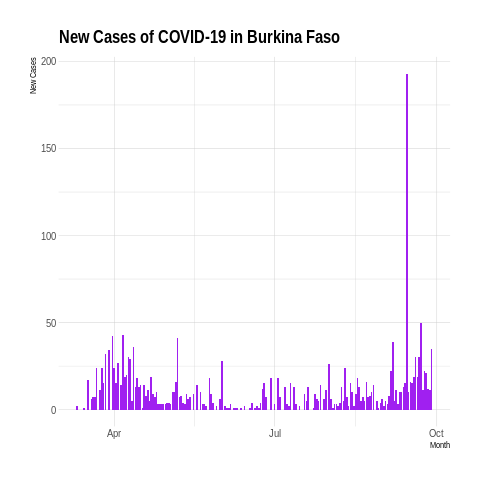 New Cases of COVID-19 in Burkina Faso
New Cases
200
150
100
50
0
Apr
Jul
Oct
Month